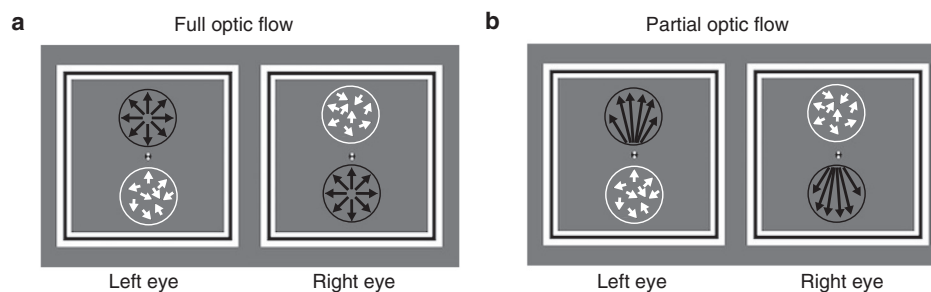 a
Full optic flow
Left eye
Right eye
b
Partial optic flow
Left eye
Right eye